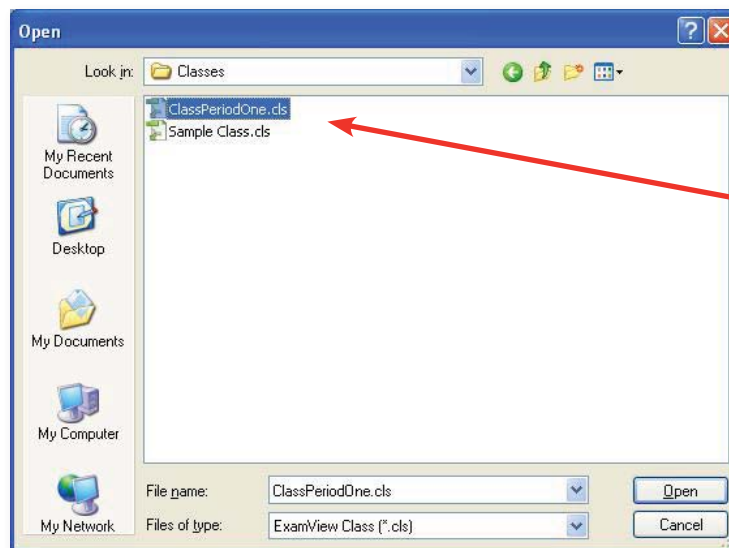 Open
Look in: Classes
ClassPeriodOne.cls
Sample Class.cls
My Recent
Documents
Desktop
My Documents
My Computer
My Network
File name: ClassPeriodOne.cls Open
Files of type: ExamView Class (*.cls) Cancel